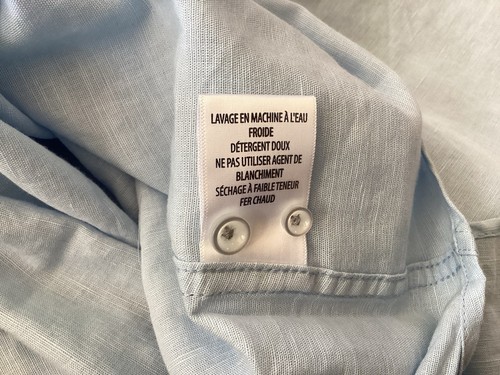 LAVAGE EN MACHINE À L'EAU
FROIDE
DÉTERGENT DOUX
NE PAS UTILISER AGENT DE
BLANCHIMENT
SÉCHAGE À FAIBLE TENEUR
FER CHAUD